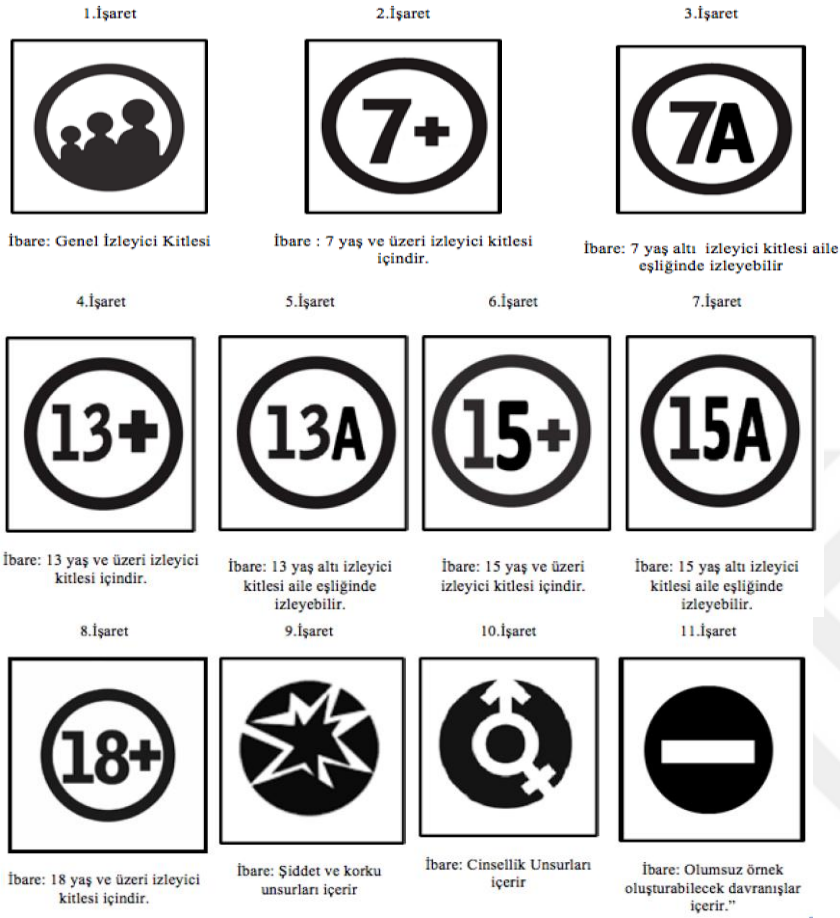 1.İşaret
2.İşaret
3.İşaret
7+
7A
İbare: Genel İzleyici Kitlesi
İbare : 7 yaş ve üzeri izleyici kitlesi
içindir.
İbare: 7 yaş altı izleyici kitlesi aile
eşliğinde izleyebilir
4.İşaret
5.İşaret
6.İşaret
7.İşaret
13+
13A
15+
15A
İbare: 13 yaş ve üzeri izleyici
kitlesi içindir.
İbare: 13 yaş altı izleyici
kitlesi aile eşliğinde
izleyebilir.
İbare: 15 yaş ve üzeri
izleyici kitlesi içindir.
İbare: 15 yaş altı izleyici
kitlesi aile eşliğinde
izleyebilir.
8.İşaret
9.İşaret
10.İşaret
11.İşaret
18+
İbare: 18 yaş ve üzeri izleyici
kitlesi içindir.
İbare: Şiddet ve korku
unsurları içerir
İbare: Cinsellik Unsurları
içerir
İbare: Olumsuz örnek
oluşturabilecek davranışlar
içerir.”